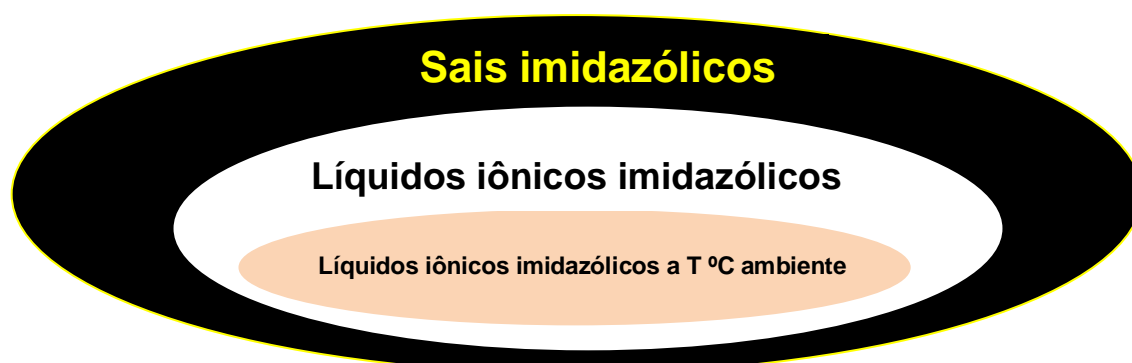 Sais imidazólicos
Líquidos iônicos imidazólicos
Líquidos iônicos imidazólicos a T ºC ambiente